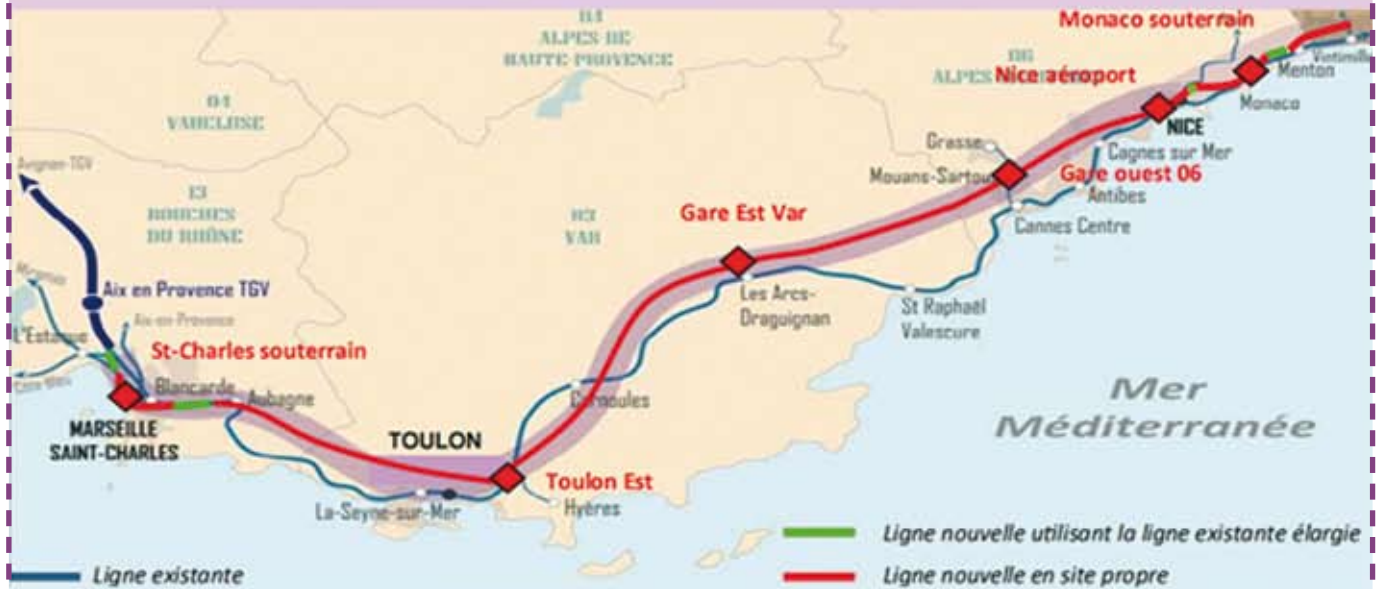 Monaco souterrain
04
ALPES-DE-
HAUTE-PROVENCE
06
Nice aéroport
Menton
Monaco
NICE
84
VAUCLUSE
Avignon-TGV
Grasse
Cagnes sur Mer
Mouans-Sartou
Gare ouest 06
Antibes
13
BOUCHES
DU RHÔNE
83
VAR
Gare Est Var
Cannes Centre
Aix en Provence TGV
Aix-en-Provence
Les Arcs-
Draguignan
St Raphaël
Valescure
L'Estaque
St-Charles souterrain
Blancarde
Aubagne
Carnoules
Mer
Méditerranée
MARSEILLE
SAINT-CHARLES
TOULON
Toulon Est
La-Seyne-sur-Mer
Hyères
Ligne nouvelle utilisant la ligne existante élargie
Ligne existante
Ligne nouvelle en site propre